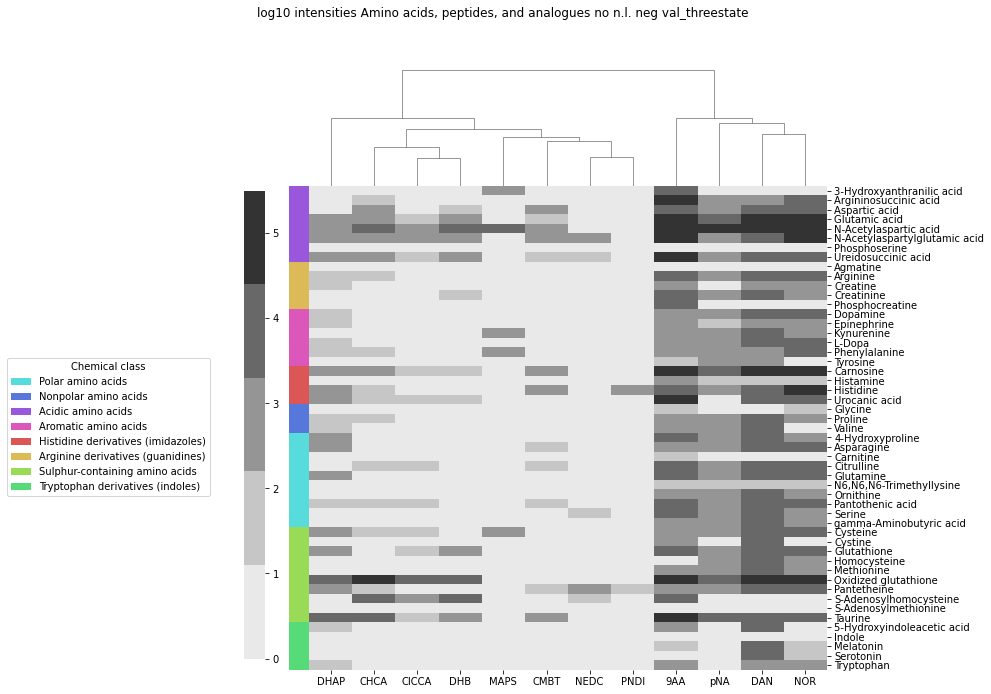 log10 intensities Amino acids, peptides, and analogues no n.l. neg val_threestate
5
4
3
2
1
0
Chemical class
Polar amino acids
Nonpolar amino acids
Acidic amino acids
Aromatic amino acids
Histidine derivatives (imidazoles)
Arginine derivatives (guanidines)
Sulphur-containing amino acids
Tryptophan derivatives (indoles)
3-Hydroxyanthranilic acid
Argininosuccinic acid
Aspartic acid
Glutamic acid
N-Acetylaspartic acid
N-Acetylaspartylglutamic acid
Phosphoserine
Ureidosuccinic acid
Agmatine
Arginine
Creatine
Creatinine
Phosphocreatine
Dopamine
Epinephrine
Kynurenine
L-Dopa
Phenylalanine
Tyrosine
Carnosine
Histamine
Histidine
Urocanic acid
Glycine
Proline
Valine
4-Hydroxyproline
Asparagine
Carnitine
Citrulline
Glutamine
N6,N6,N6-Trimethyllysine
Ornithine
Pantothenic acid
Serine
gamma-Aminobutyric acid
Cysteine
Cystine
Glutathione
Homocysteine
Methionine
Oxidized glutathione
Pantetheine
S-Adenosylhomocysteine
S-Adenosylmethionine
Taurine
5-Hydroxyindoleacetic acid
Indole
Melatonin
Serotonin
Tryptophan
DHAP CHCA ClCCA DHB MAPS CMBT NEDC PNDI 9AA pNA DAN NOR